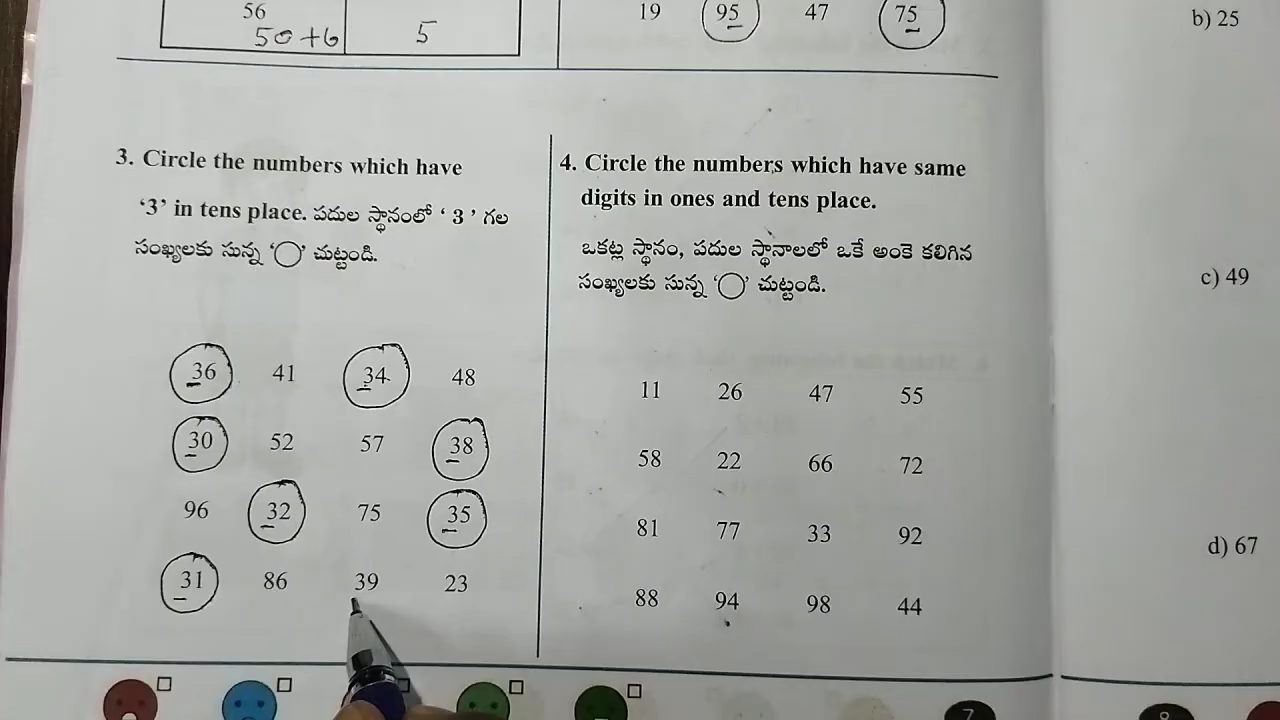 56
50+6 5
19 95 47 75
3. Circle the numbers which have
'3' in tens place. పదుల స్థానంలో ' 3 ' గల
సంఖ్యలకు సున్న '◯' చుట్టండి.
36 41 34 48
30 52 57 38
96 32 75 35
31 86 39 23
4. Circle the numbers which have same
digits in ones and tens place.
ఒకట్ల స్థానం, పదుల స్థానాలలో ఒకే అంకె కలిగిన
సంఖ్యలకు సున్న '◯' చుట్టండి.
11 26 47 55
58 22 66 72
81 77 33 92
88 94 98 44
7
b) 25
c) 49
d) 67
8